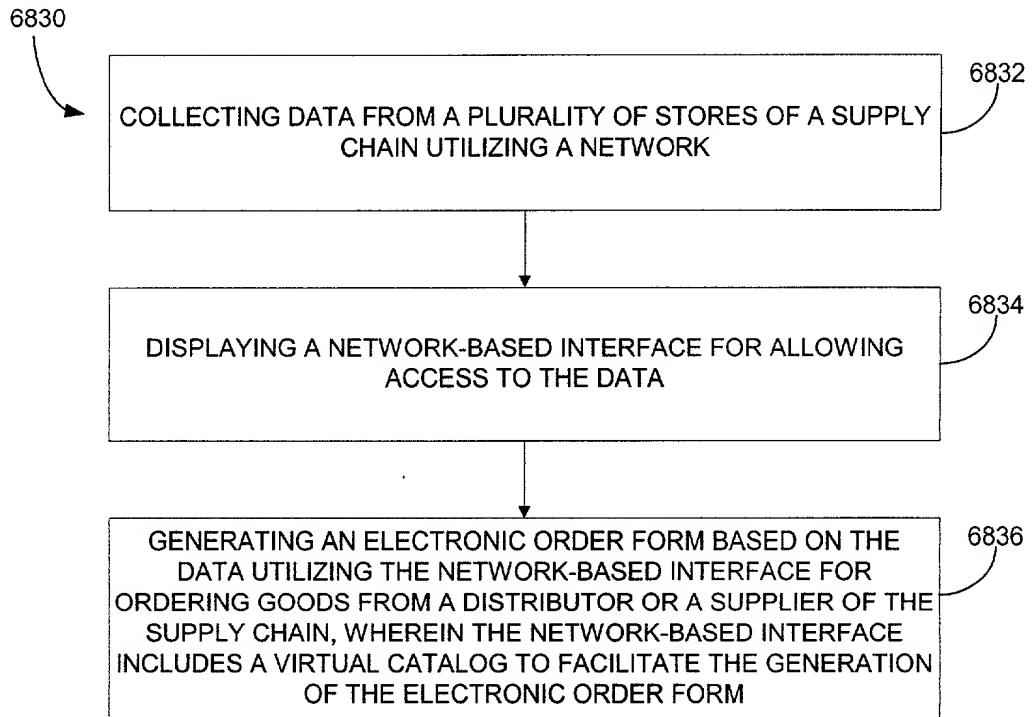 6830
6832
COLLECTING DATA FROM A PLURALITY OF STORES OF A SUPPLY
CHAIN UTILIZING A NETWORK
6834
DISPLAYING A NETWORK-BASED INTERFACE FOR ALLOWING
ACCESS TO THE DATA
6836
GENERATING AN ELECTRONIC ORDER FORM BASED ON THE
DATA UTILIZING THE NETWORK-BASED INTERFACE FOR
ORDERING GOODS FROM A DISTRIBUTOR OR A SUPPLIER OF THE
SUPPLY CHAIN, WHEREIN THE NETWORK-BASED INTERFACE
INCLUDES A VIRTUAL CATALOG TO FACILITATE THE GENERATION
OF THE ELECTRONIC ORDER FORM